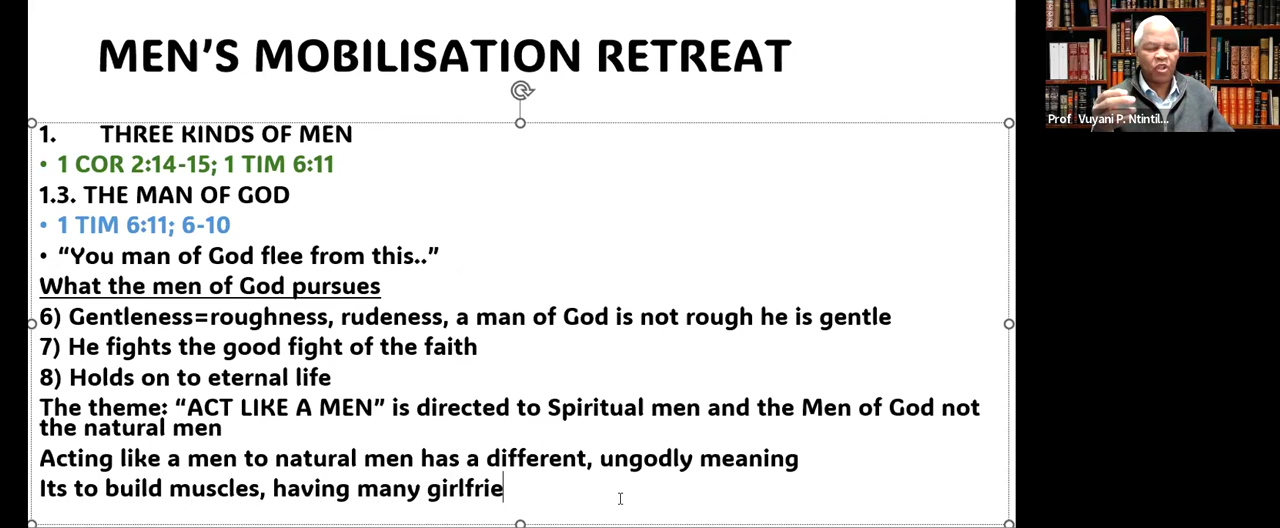 MEN'S MOBILISATION RETREAT
1. THREE KINDS OF MEN
• 1 COR 2:14-15; 1 TIM 6:11
1.3. THE MAN OF GOD
• 1 TIM 6:11; 6-10
• “You man of God flee from this..”
What the men of God pursues
6) Gentleness=roughness, rudeness, a man of God is not rough he is gentle
7) He fights the good fight of the faith
8) Holds on to eternal life
The theme: “ACT LIKE A MEN” is directed to Spiritual men and the Men of God not
the natural men
Acting like a men to natural men has a different, ungodly meaning
Its to build muscles, having many girlfrie
Prof Vuyani P. Ntintil...